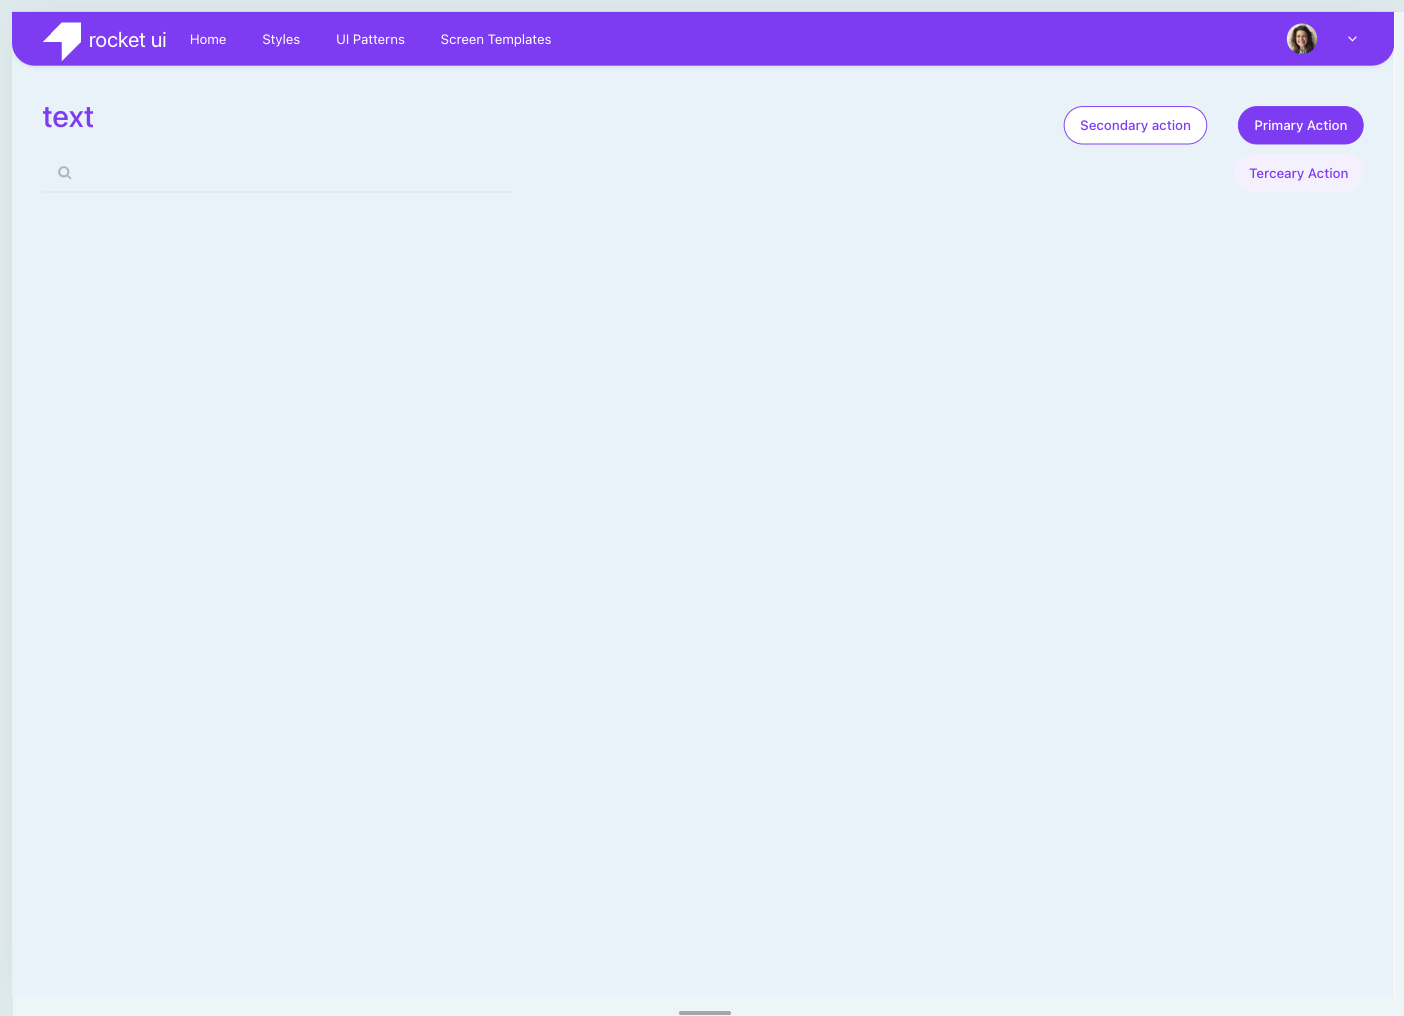 rocket ui Home Styles UI Patterns Screen Templates
text
Secondary action Primary Action
Terceary Action